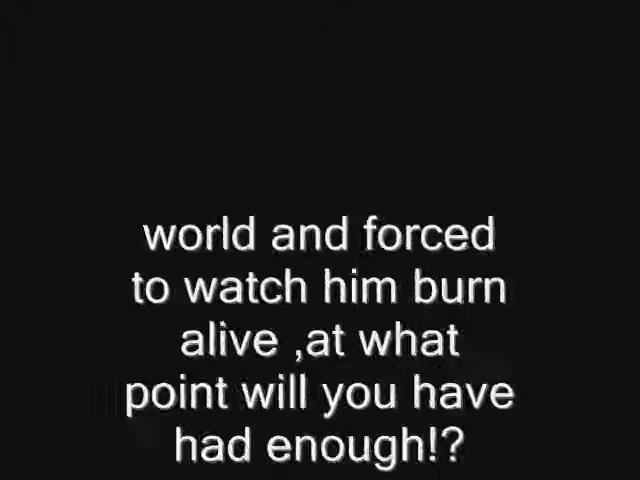 world and forced
to watch him burn
alive ,at what
point will you have
had enough!?